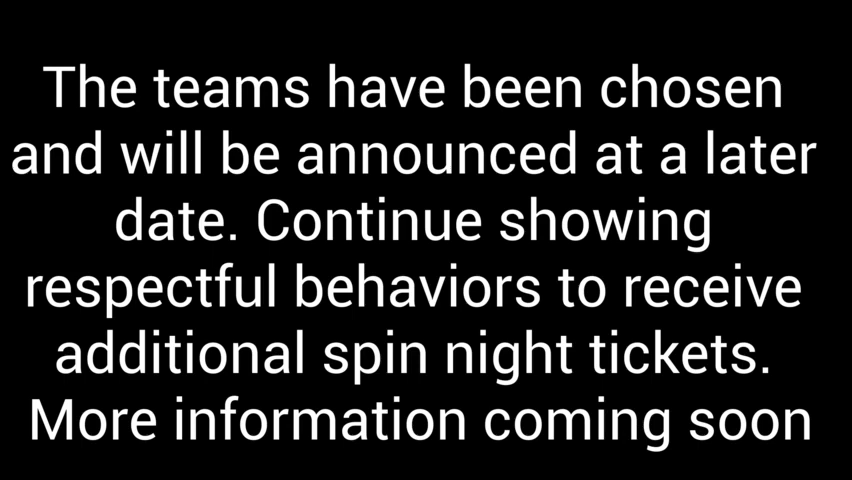 The teams have been chosen
and will be announced at a later
date. Continue showing
respectful behaviors to receive
additional spin night tickets.
More information coming soon